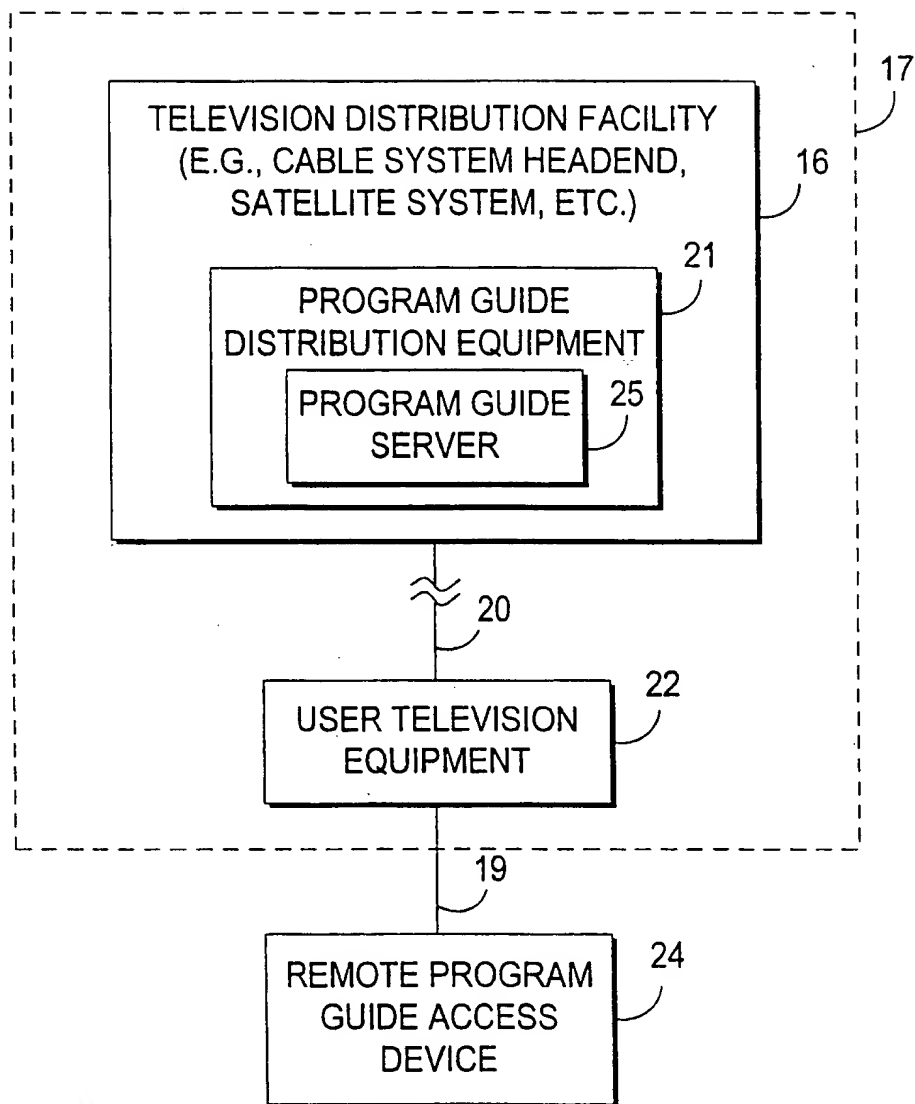 17
TELEVISION DISTRIBUTION FACILITY
(E.G., CABLE SYSTEM HEADEND,
SATELLITE SYSTEM, ETC.)
16
21
PROGRAM GUIDE
DISTRIBUTION EQUIPMENT
PROGRAM GUIDE
SERVER
25
20
USER TELEVISION
EQUIPMENT
22
19
REMOTE PROGRAM
GUIDE ACCESS
DEVICE
24